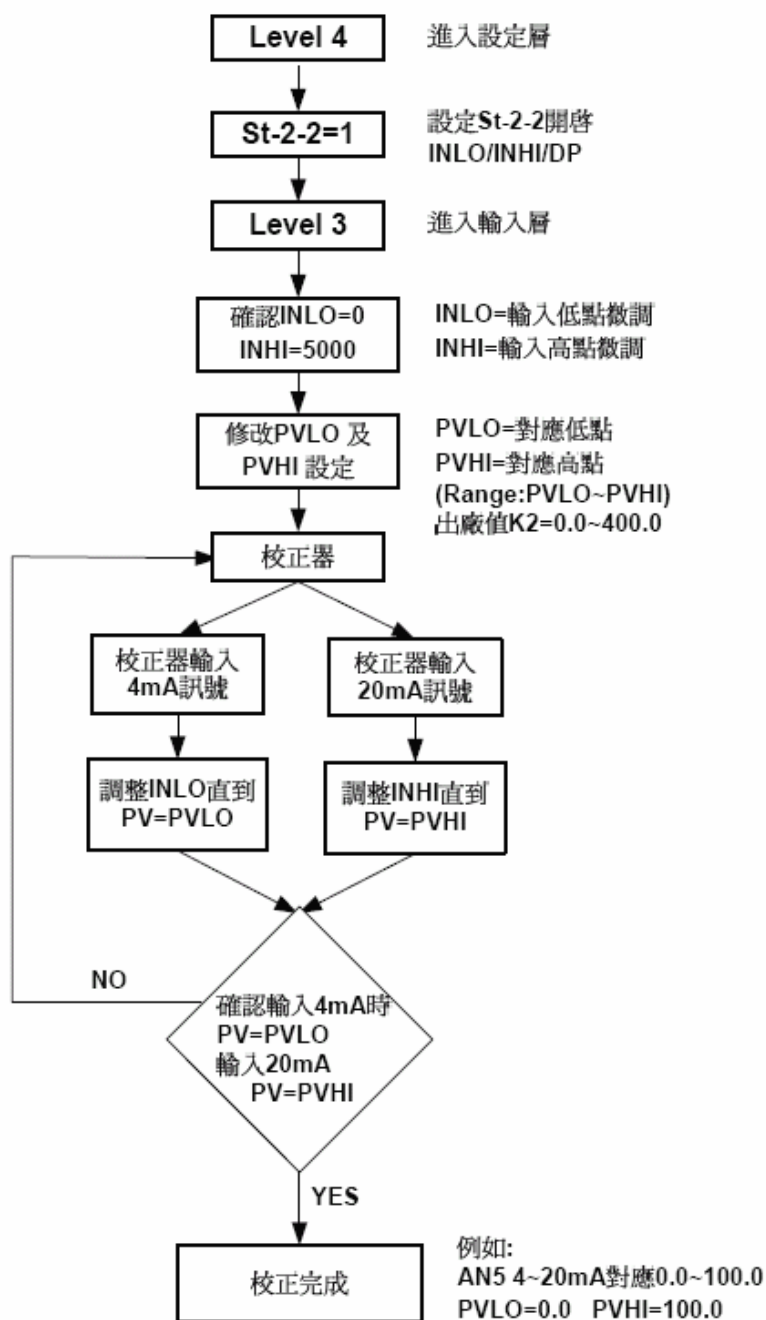 Level 4
進入設定層
St-2-2=1
設定St-2-2開啓
INLO/INHI/DP
Level 3
進入輸入層
確認INLO=0
INHI=5000
INLO=輸入低點微調
INHI=輸入高點微調
修改PVLO 及
PVHI 設定
PVLO=對應低點
PVHI=對應高點
(Range:PVLO~PVHI)
出廠值K2=0.0~400.0
校正器
校正器輸入
4mA訊號
校正器輸入
20mA訊號
調整INLO直到
PV=PVLO
調整INHI直到
PV=PVHI
NO
確認輸入4mA時
PV=PVLO
輸入20mA
PV=PVHI
YES
校正完成
例如:
AN5 4~20mA對應0.0~100.0
PVLO=0.0 PVHI=100.0